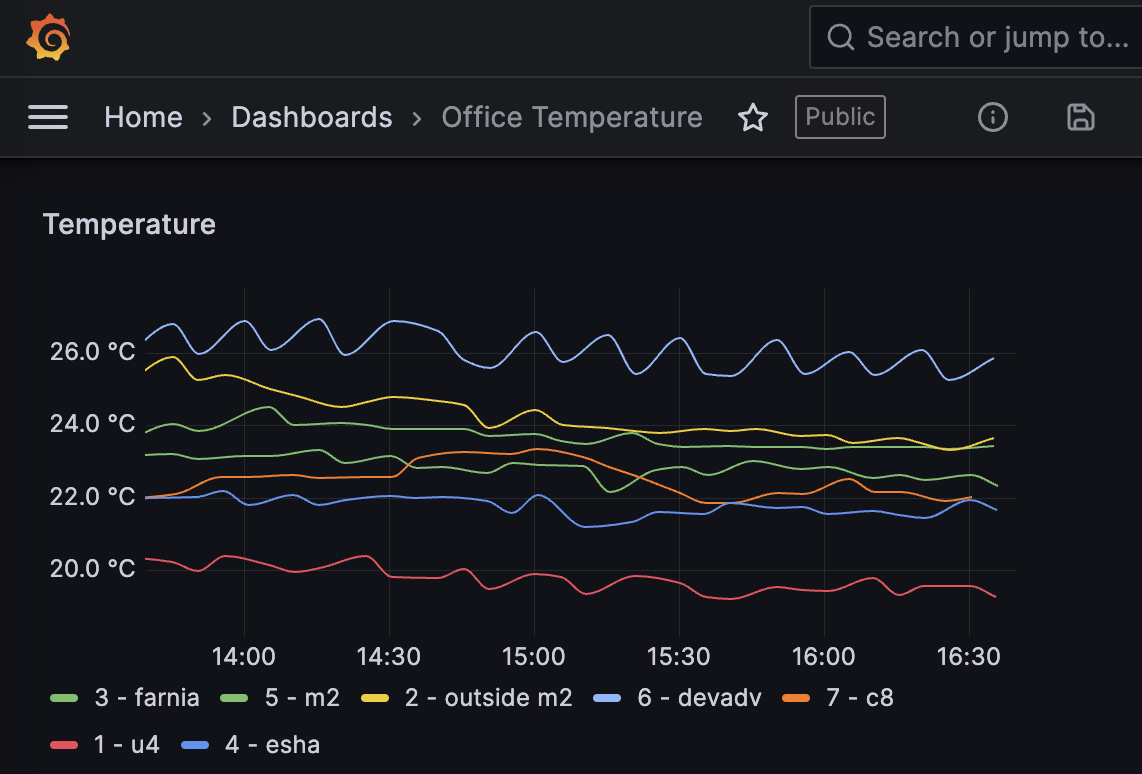 Search or jump to...
Home › Dashboards › Office Temperature Public
Temperature
26.0 °C
24.0 °C
22.0 °C
20.0 °C
14:00 14:30 15:00 15:30 16:00 16:30
3 - farnia 5 - m2 2 - outside m2 6 - devadv 7 - c8
1 - u4 4 - esha